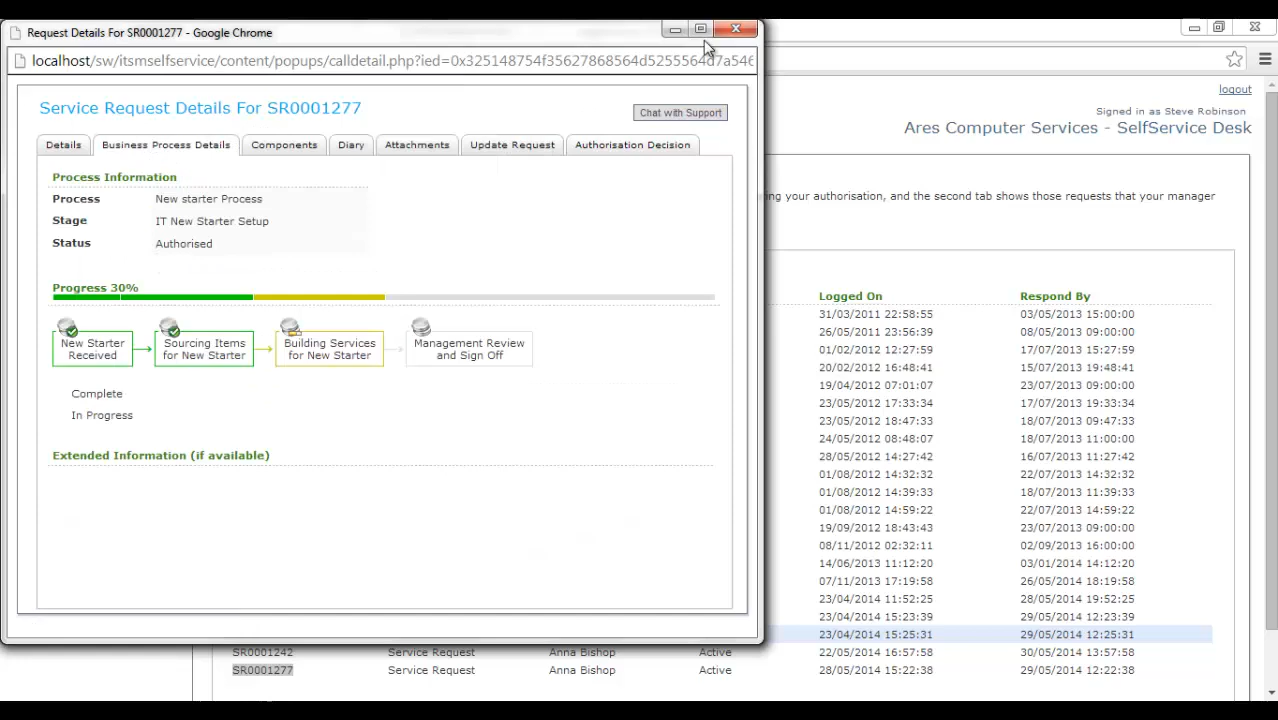 Request Details For SR0001277 - Google Chrome
localhost/sw/itsmselfservice/content/popups/calldetail.php?ied=0x325148754f35527868564d5255564d7a546
Service Request Details For SR0001277
Chat with Support
Details
Business Process Details
Components
Diary
Attachments
Update Request
Authorisation Decision
Process Information
Process New starter Process
Stage IT New Starter Setup
Status Authorised
Progress 30%
New Starter
Received
Sourcing Items
for New Starter
Building Services
for New Starter
Management Review
and Sign Off
Complete
In Progress
Extended Information (if available)
logout
Signed in as Steve Robinson
Ares Computer Services - SelfService Desk
ing your authorisation, and the second tab shows those requests that your manager
Logged On Respond By
31/03/2011 22:58:55 03/05/2013 15:00:00
26/05/2011 23:56:39 08/05/2013 09:00:00
01/02/2012 12:27:59 17/07/2013 15:27:59
20/02/2012 16:48:41 15/07/2013 19:48:41
19/04/2012 07:01:07 23/07/2013 09:00:00
23/05/2012 17:33:34 17/07/2013 19:33:34
23/05/2012 18:47:33 18/07/2013 09:47:33
24/05/2012 08:48:07 18/07/2013 11:00:00
28/05/2012 14:27:42 16/07/2013 11:27:42
01/08/2012 14:32:32 22/07/2013 14:32:32
01/08/2012 14:39:33 18/07/2013 11:39:33
01/08/2012 14:59:22 22/07/2013 14:59:22
19/09/2012 18:43:43 23/07/2013 09:00:00
08/11/2012 02:32:11 02/09/2013 16:00:00
14/06/2013 11:12:20 03/01/2014 14:12:20
07/11/2013 17:19:58 26/05/2014 18:19:58
23/04/2014 11:52:25 28/05/2014 19:52:25
23/04/2014 15:23:39 29/05/2014 12:23:39
23/04/2014 15:25:31 29/05/2014 12:25:31
SR0001242 Service Request Anna Bishop Active 22/05/2014 16:57:58 30/05/2014 13:57:58
SR0001277 Service Request Anna Bishop Active 28/05/2014 15:22:38 29/05/2014 12:22:38